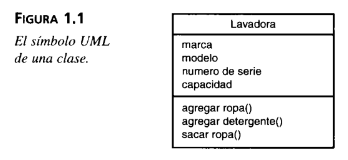 FIGURA 1.1
El símbolo UML
de una clase.
Lavadora
marca
modelo
numero de serie
capacidad
agregar ropa()
agregar detergente()
sacar ropa()